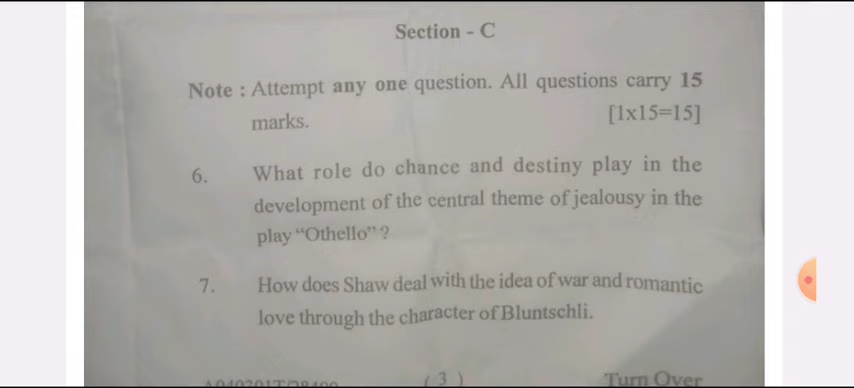 Section - C
Note : Attempt any one question. All questions carry 15
marks. [1x15=15]
6. What role do chance and destiny play in the
development of the central theme of jealousy in the
play “Othello”?
7. How does Shaw deal with the idea of war and romantic
love through the character of Bluntschli.
( 3 ) Turn Over